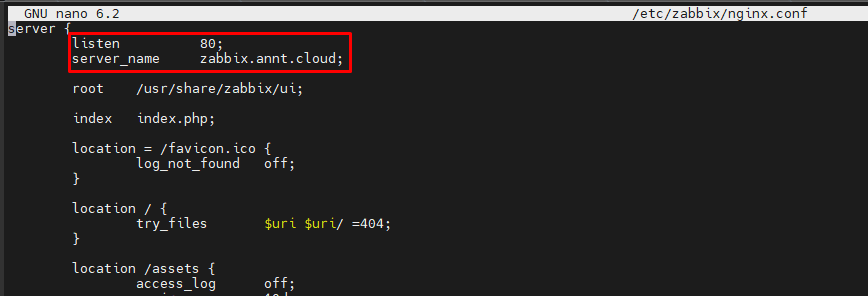 GNU nano 6.2 /etc/zabbix/nginx.conf
server {
listen 80;
server_name zabbix.annt.cloud;
root /usr/share/zabbix/ui;
index index.php;
location = /favicon.ico {
log_not_found off;
}
location / {
try_files $uri $uri/ =404;
}
location /assets {
access_log off;